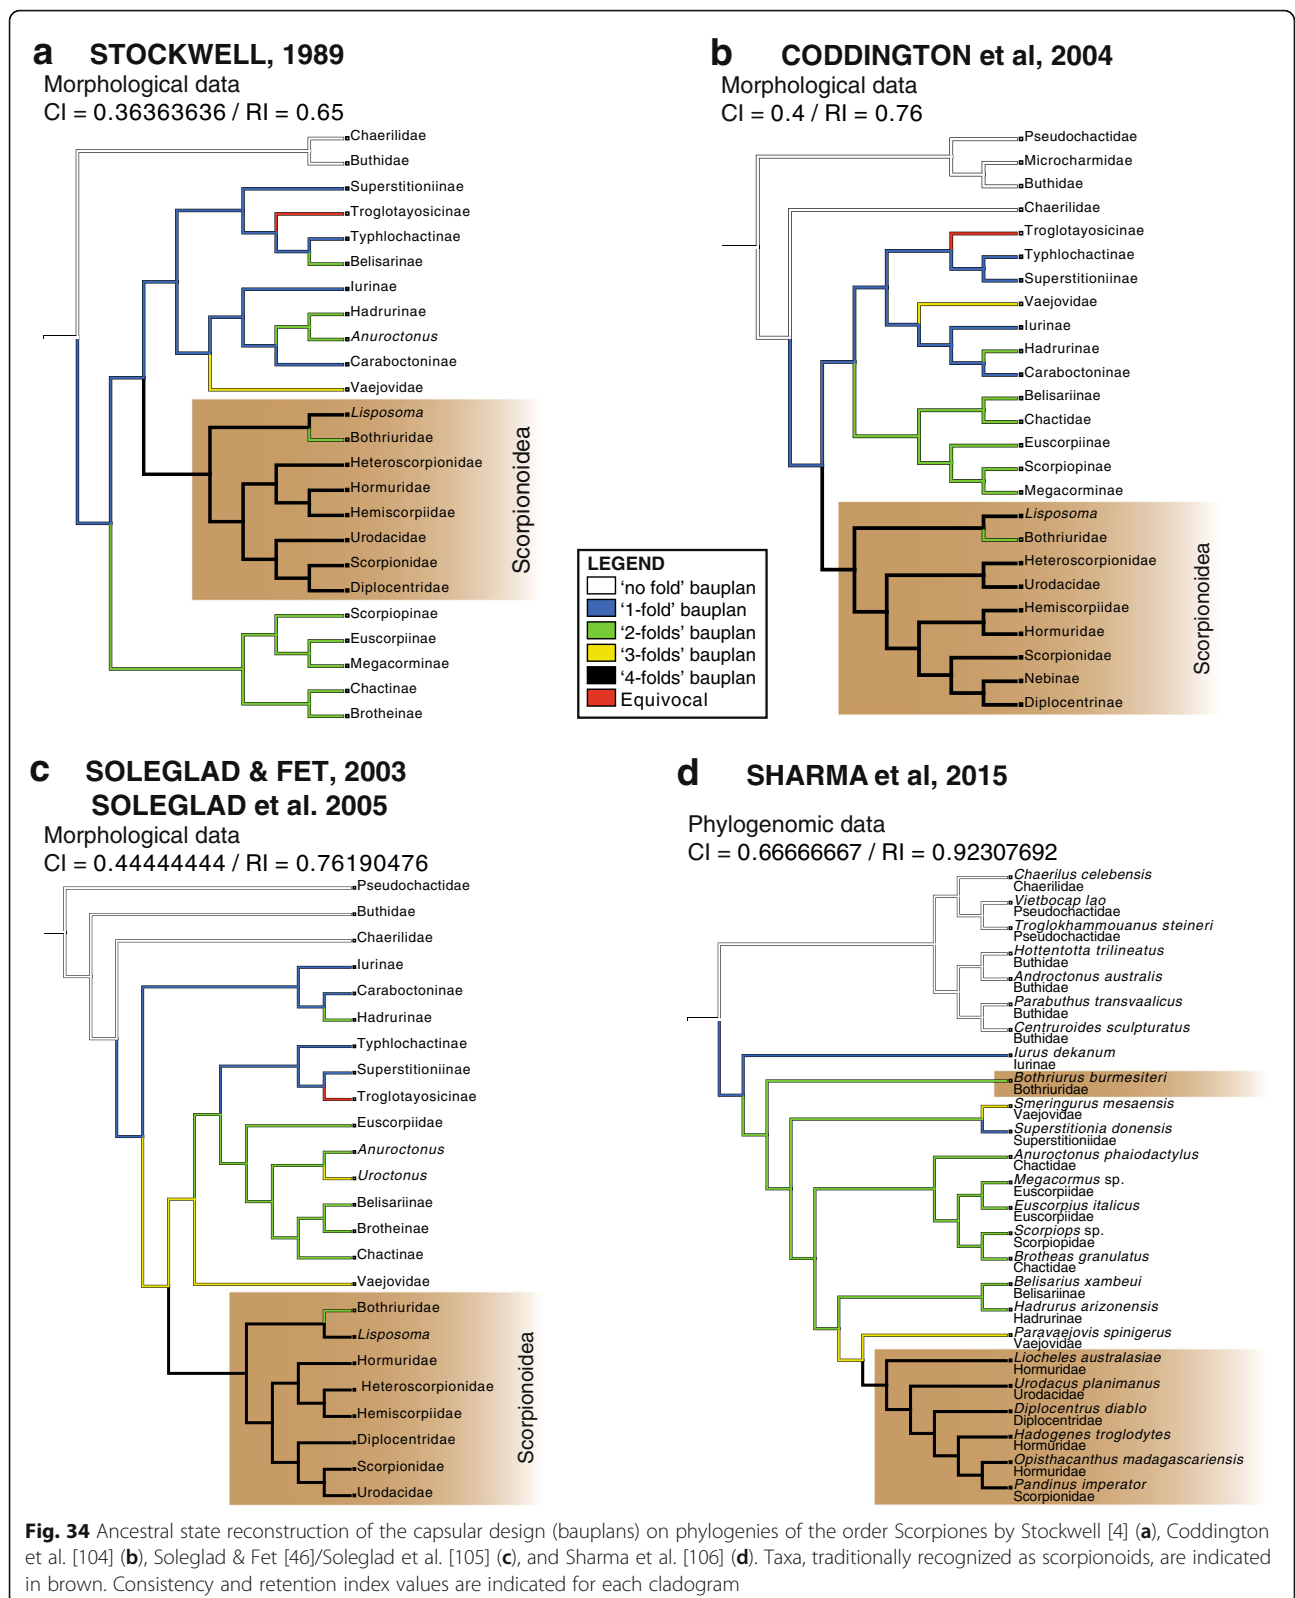 a STOCKWELL, 1989
Morphological data
CI = 0.36363636 / RI = 0.65
Chaerilidae
Buthidae
Superstitioniinae
Troglotayosicinae
Typhlochactinae
Belisarinae
Iurinae
Hadrurinae
Anuroctonus
Caraboctoninae
Vaejovidae
Lisposoma
Bothriuridae
Heteroscorpionidae
Hormuridae
Hemiscorpiidae
Urodacidae
Scorpionidae
Diplocentridae
Scorpionoidea
Scorpiopinae
Euscorpiinae
Megacorminae
Chactinae
Brotheinae
b CODDINGTON et al, 2004
Morphological data
CI = 0.4 / RI = 0.76
Pseudochactidae
Microcharmidae
Buthidae
Chaerilidae
Troglotayosicinae
Typhlochactinae
Superstitioniinae
Vaejovidae
Iurinae
Hadrurinae
Caraboctoninae
Belisariinae
Chactidae
Euscorpiinae
Scorpiopinae
Megacorminae
Lisposoma
Bothriuridae
Heteroscorpionidae
Urodacidae
Hemiscorpiidae
Hormuridae
Scorpionidae
Nebinae
Diplocentrinae
Scorpionoidea
LEGEND
'no fold' bauplan
'1-fold' bauplan
'2-folds' bauplan
'3-folds' bauplan
'4-folds' bauplan
Equivocal
c SOLEGLAD & FET, 2003
SOLEGLAD et al. 2005
Morphological data
CI = 0.44444444 / RI = 0.76190476
Pseudochactidae
Buthidae
Chaerilidae
Iurinae
Caraboctoninae
Hadrurinae
Typhlochactinae
Superstitioniinae
Troglotayosicinae
Euscorpiidae
Anuroctonus
Uroctonus
Belisariinae
Brotheinae
Chactinae
Vaejovidae
Bothriuridae
Lisposoma
Hormuridae
Heteroscorpionidae
Hemiscorpiidae
Diplocentridae
Scorpionidae
Urodacidae
Scorpionoidea
d SHARMA et al, 2015
Phylogenomic data
CI = 0.66666667 / RI = 0.92307692
Chaerilus celebensis
Chaerilidae
Vietbocap lao
Pseudochactidae
Troglokhammouanus steineri
Pseudochactidae
Hottentotta trilineatus
Buthidae
Androctonus australis
Buthidae
Parabuthus transvaalicus
Buthidae
Centruroides sculpturatus
Buthidae
Iurus dekanum
Iurinae
Bothriurus burmesiteri
Bothriuridae
Smeringurus mesaensis
Vaejovidae
Superstitionia donensis
Superstitioniidae
Anuroctonus phaiodactylus
Chactidae
Megacormus sp.
Euscorpiidae
Euscorpius italicus
Euscorpiidae
Scorpiops sp.
Scorpiopidae
Brotheas granulatus
Chactidae
Belisarius xambeui
Belisariinae
Hadrurus arizonensis
Hadrurinae
Paravaejovis spinigerus
Vaejovidae
Liocheles australasiae
Hormuridae
Urodacus planimanus
Urodacidae
Diplocentrus diablo
Diplocentridae
Hadogenes troglodytes
Hormuridae
Opisthacanthus madagascariensis
Hormuridae
Pandinus imperator
Scorpionidae
Fig. 34 Ancestral state reconstruction of the capsular design (bauplans) on phylogenies of the order Scorpiones by Stockwell [4] (a), Coddington
et al. [104] (b), Soleglad & Fet [46]/Soleglad et al. [105] (c), and Sharma et al. [106] (d). Taxa, traditionally recognized as scorpionoids, are indicated
in brown. Consistency and retention index values are indicated for each cladogram